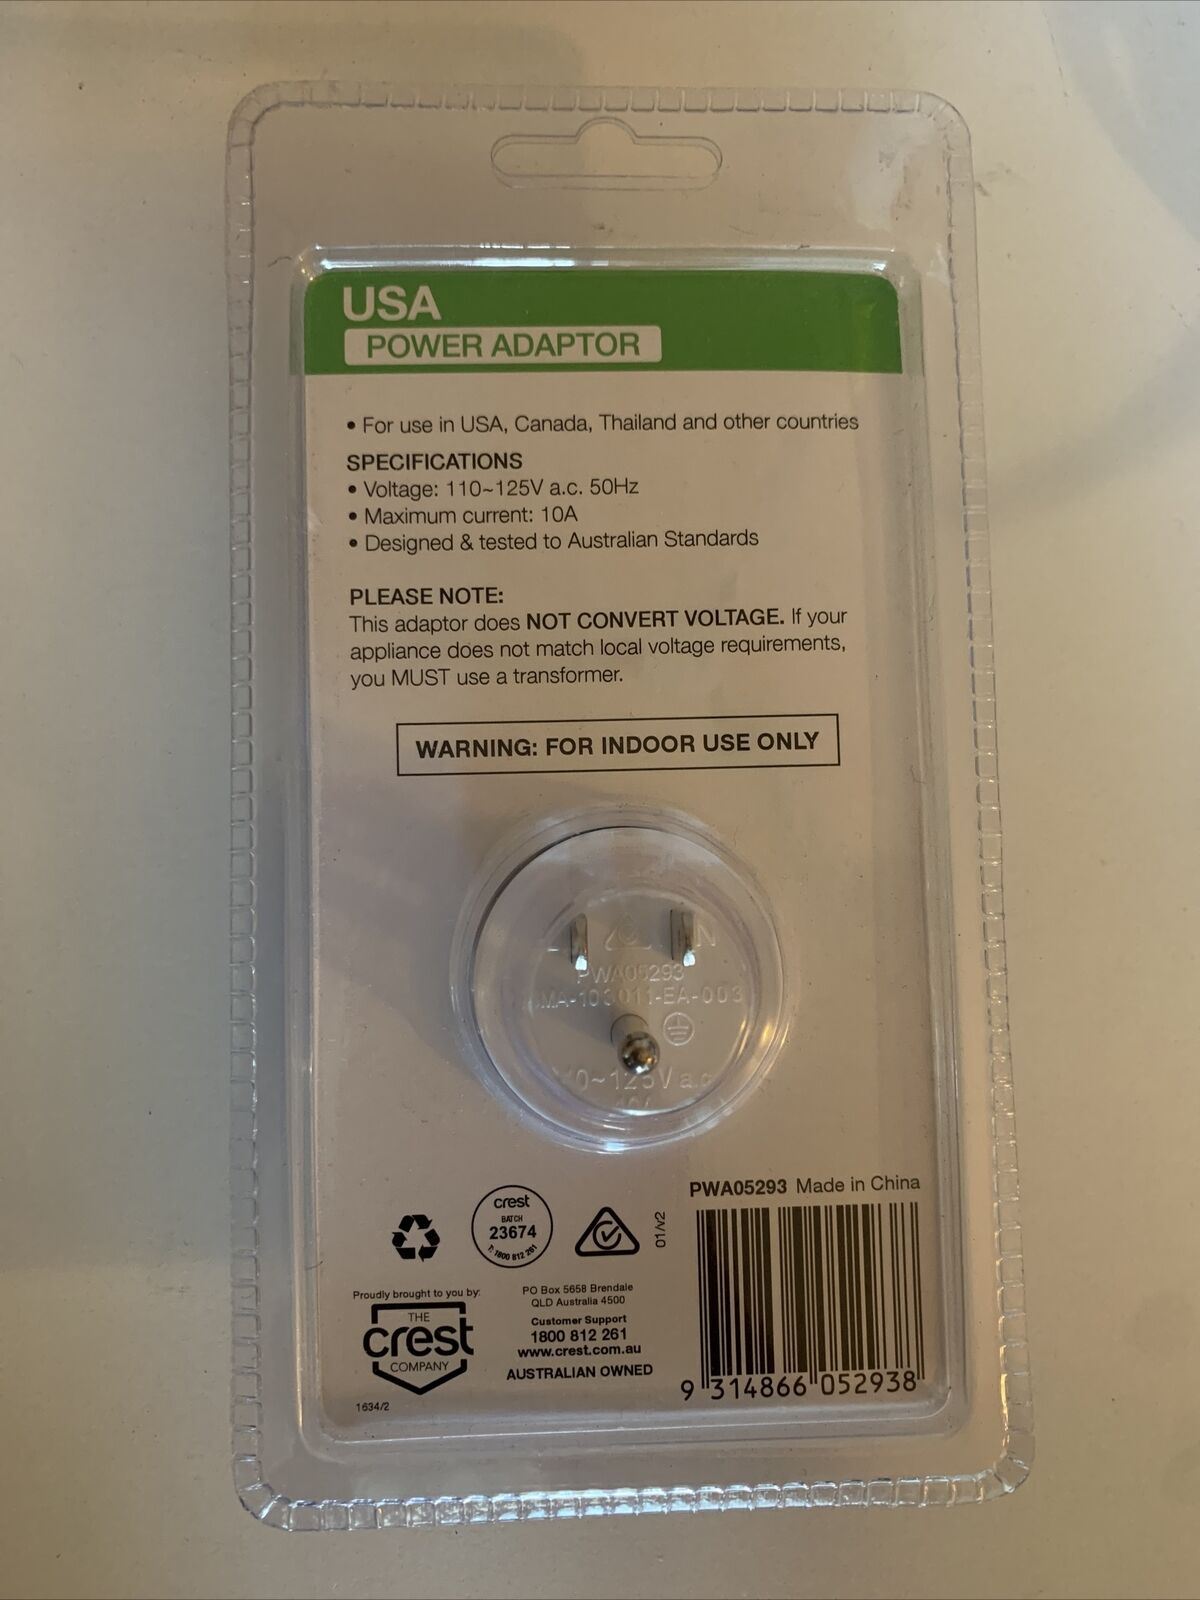 USA
POWER ADAPTOR
• For use in USA, Canada, Thailand and other countries
SPECIFICATIONS
• Voltage: 110~125V a.c. 50Hz
• Maximum current: 10A
• Designed & tested to Australian Standards
PLEASE NOTE:
This adaptor does NOT CONVERT VOLTAGE. If your
appliance does not match local voltage requirements,
you MUST use a transformer.
WARNING: FOR INDOOR USE ONLY
N
PWA05293
125V a.c
PWA05293 Made in China
crest
BATCH
23674
T: 1800 812 261
01/v2
Proudly brought to you by:
THE
crest
COMPANY
1634/2
PO Box 5658 Brendale
QLD Australia 4500
Customer Support
1800 812 261
www.crest.com.au
AUSTRALIAN OWNED
9 314866 052938